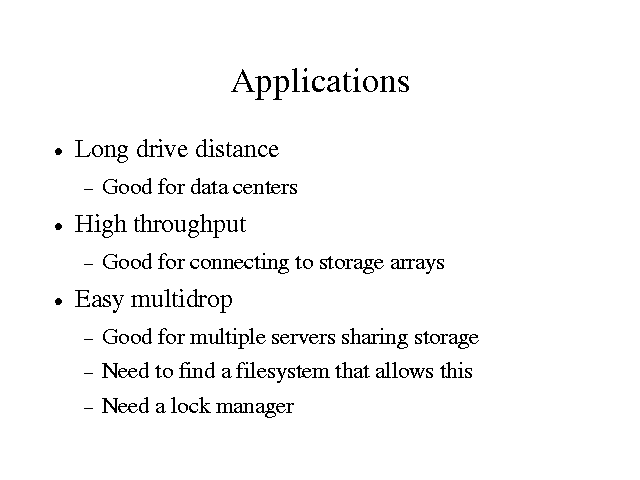 Applications
• Long drive distance
– Good for data centers
• High throughput
– Good for connecting to storage arrays
• Easy multidrop
– Good for multiple servers sharing storage
– Need to find a filesystem that allows this
– Need a lock manager